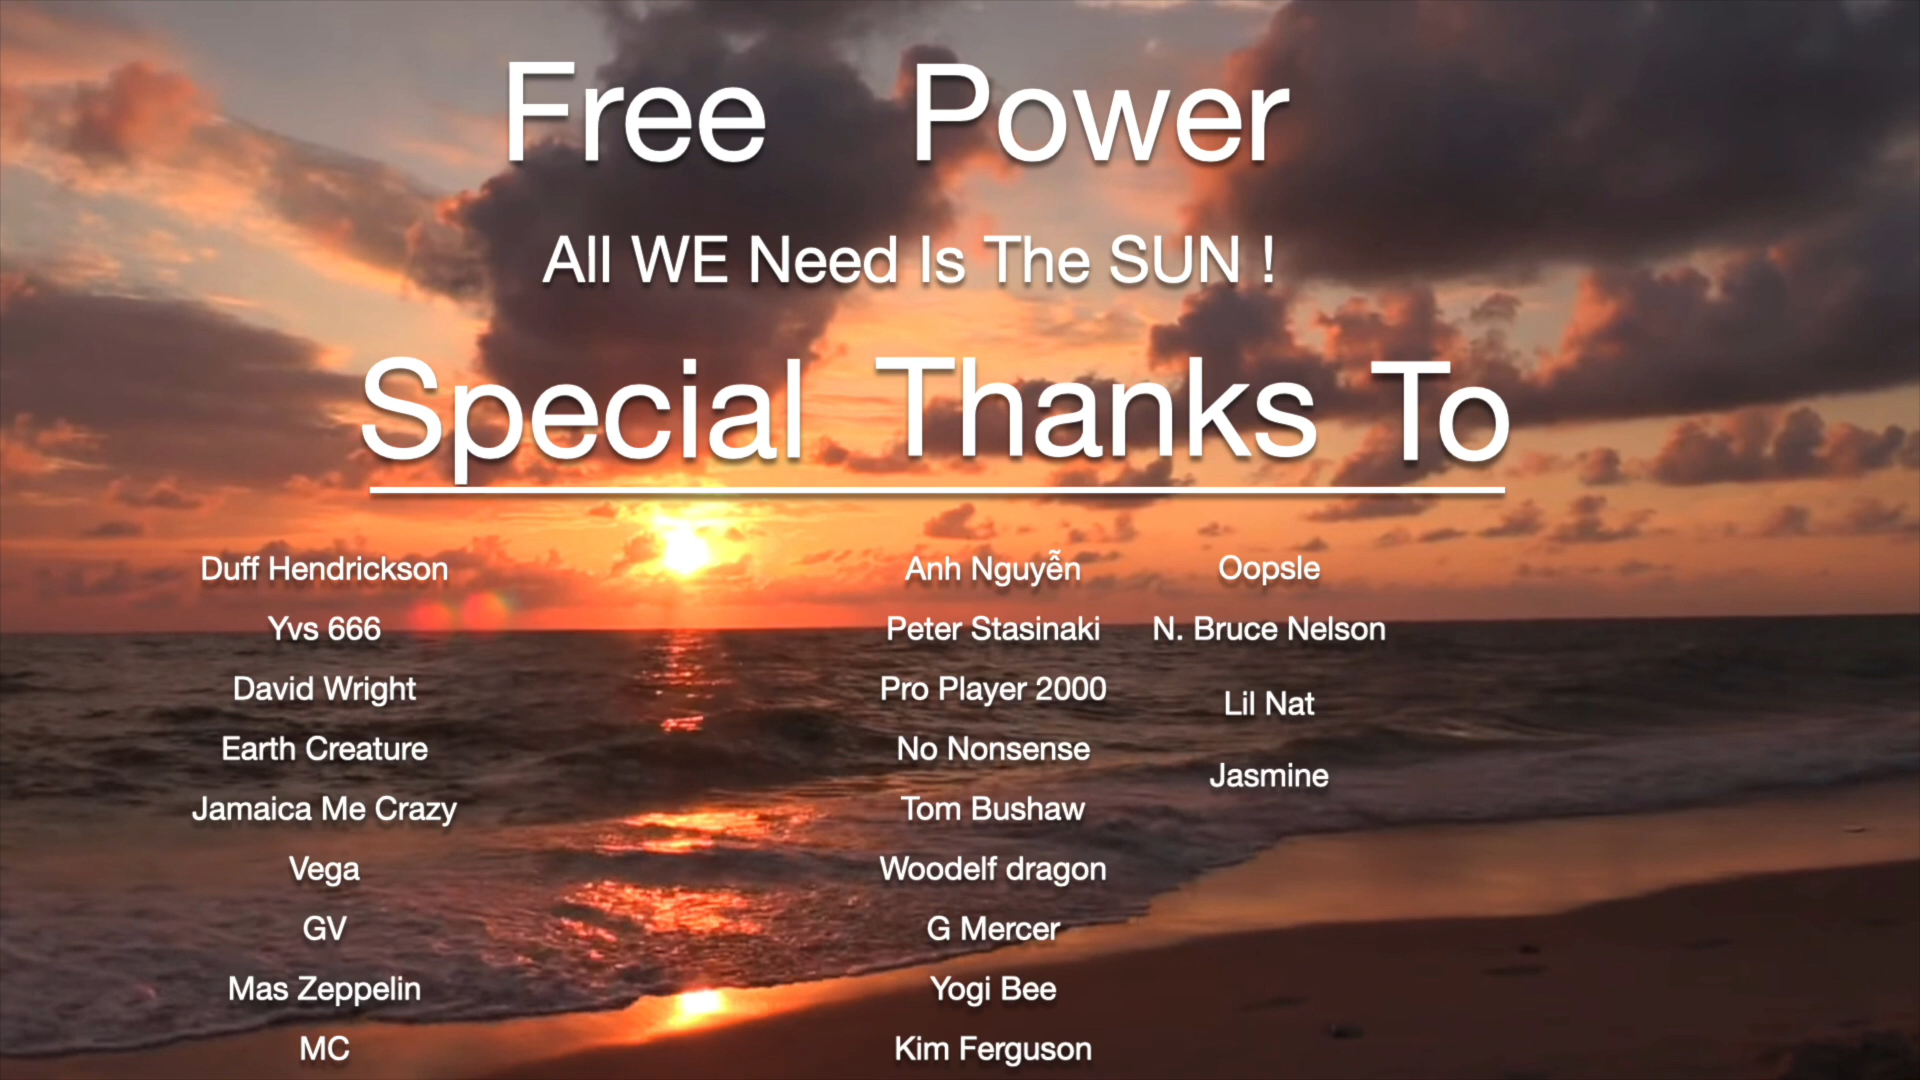 Free Power
All WE Need Is The SUN !
Special Thanks To
Duff Hendrickson
Yvs 666
David Wright
Earth Creature
Jamaica Me Crazy
Vega
GV
Mas Zeppelin
MC
Anh Nguyễn
Peter Stasinaki
Pro Player 2000
No Nonsense
Tom Bushaw
Woodelf dragon
G Mercer
Yogi Bee
Kim Ferguson
Oopsle
N. Bruce Nelson
Lil Nat
Jasmine